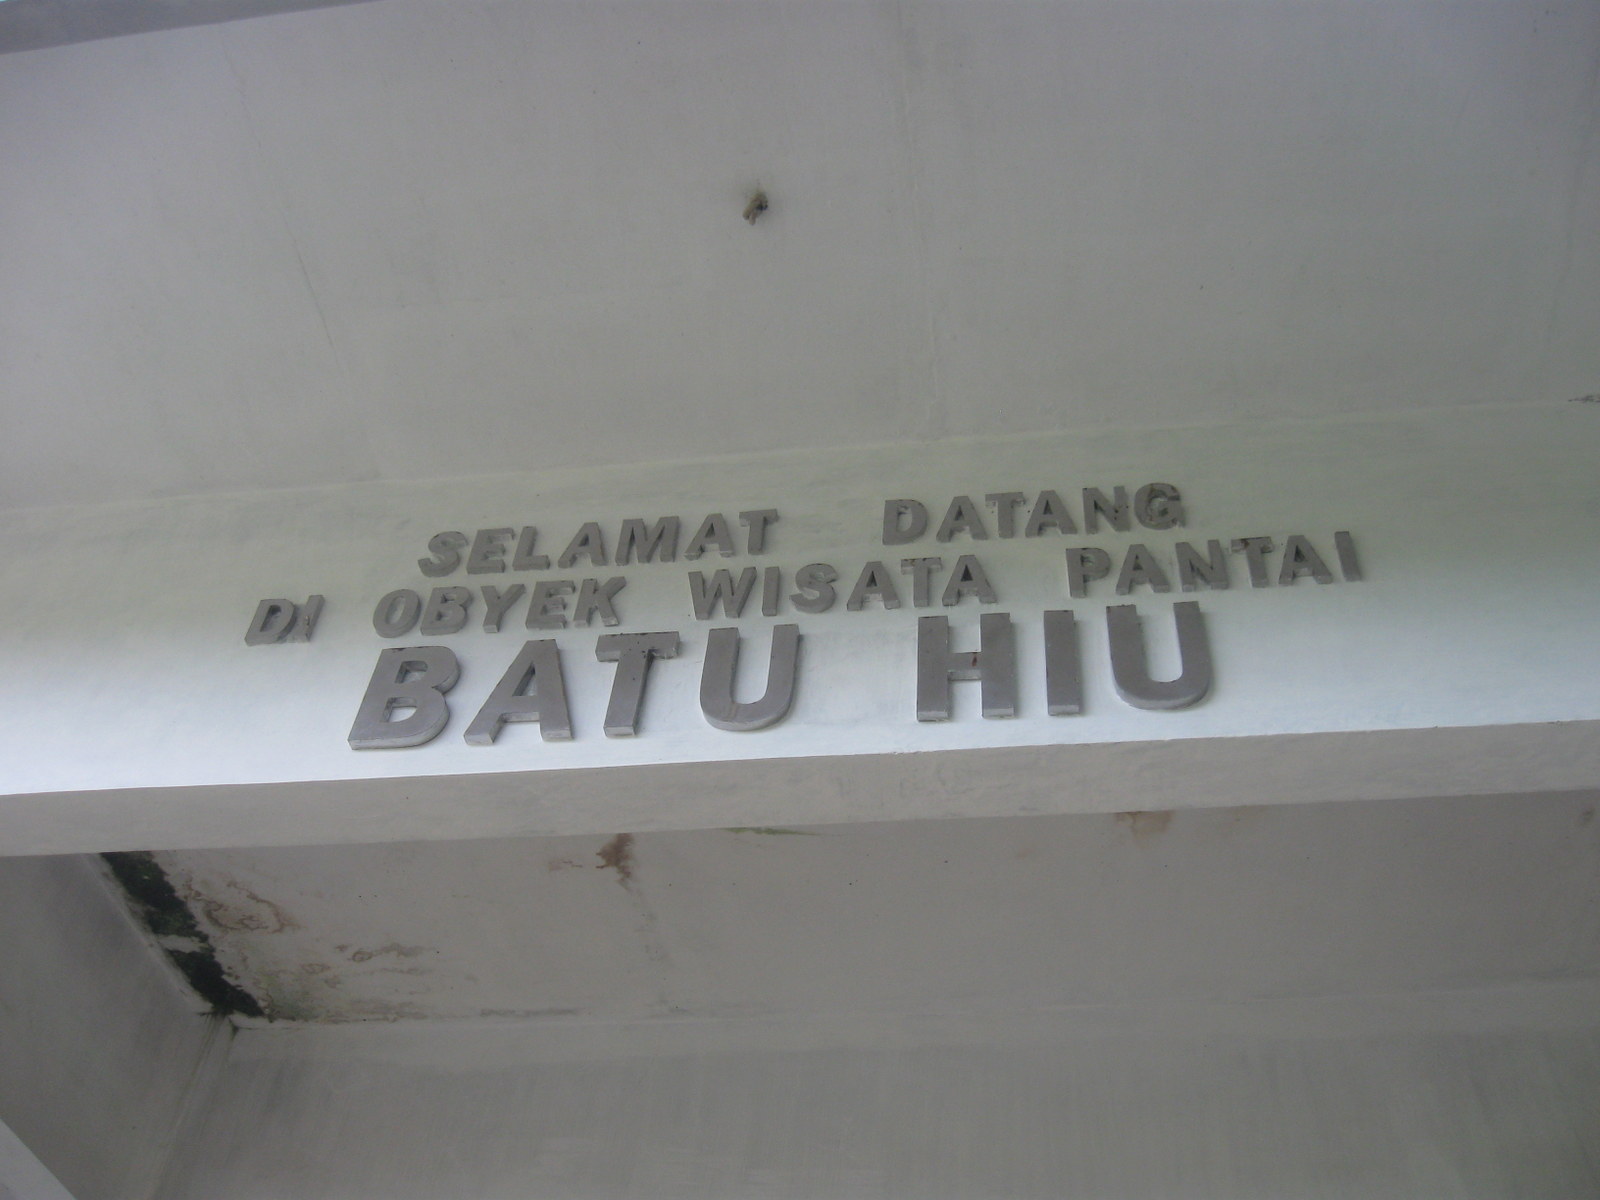 SELAMAT DATANG
DI OBYEK WISATA PANTAI
BATU HIU